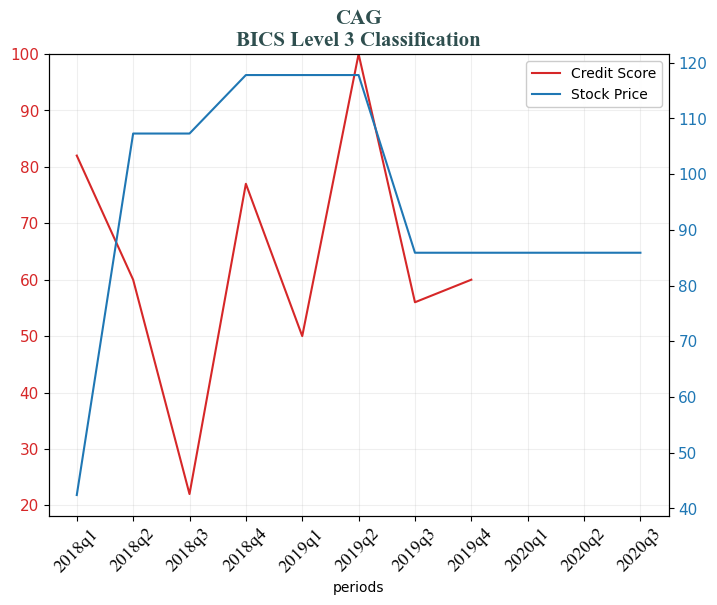 CAG
BICS Level 3 Classification
Credit Score
Stock Price
100
90
80
70
60
50
40
30
20
120
110
100
90
80
70
60
50
40
2018q1
2018q2
2018q3
2018q4
2019q1
2019q2
2019q3
2019q4
2020q1
2020q2
2020q3
periods